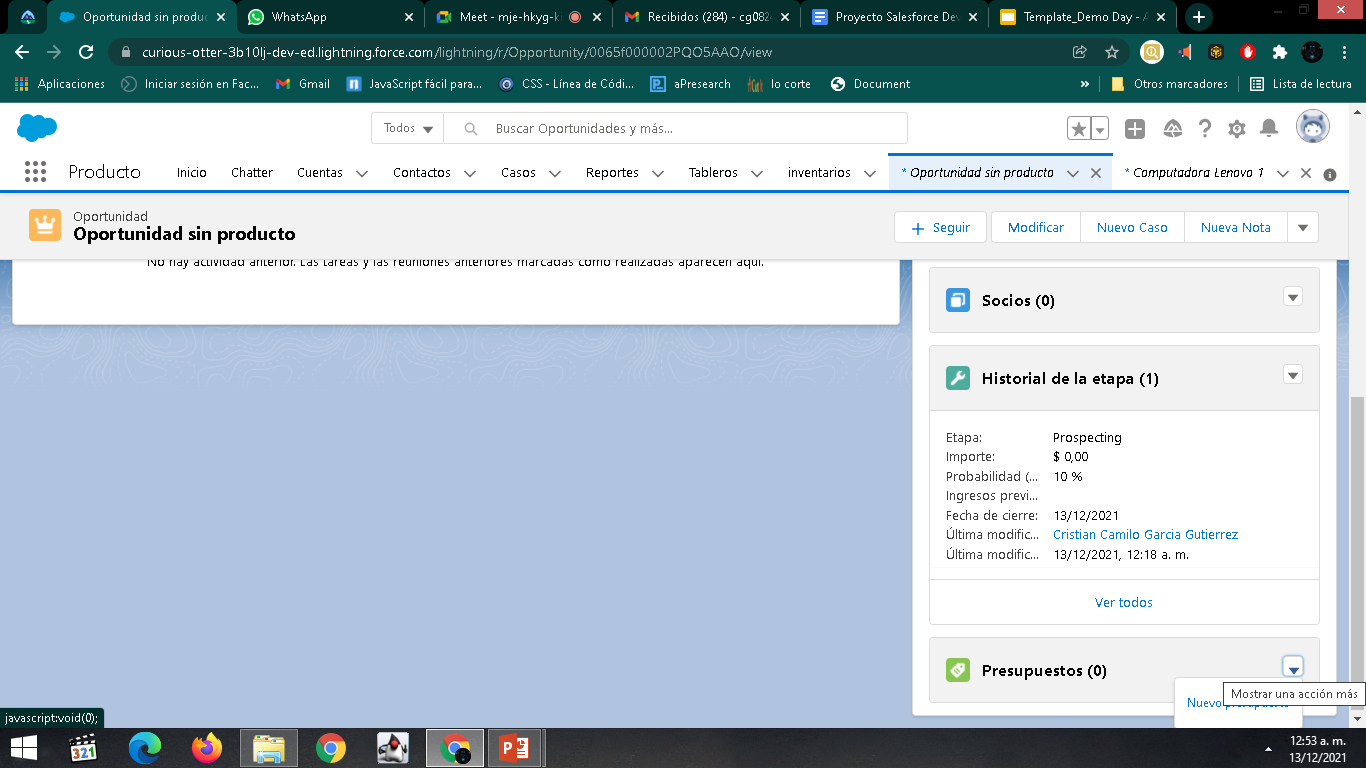 Oportunidad sin produc
WhatsApp
Meet - mje-hkyg-k
Recibidos (284) - cg082
Proyecto Salesforce Dev
Template_Demo Day - A
curious-otter-3b10lj-dev-ed.lightning.force.com/lightning/r/Opportunity/0065f000002PQO5AAO/view
Aplicaciones
Iniciar sesión en Fac...
Gmail
JavaScript fácil para...
CSS - Línea de Códi...
aPresearch
lo corte
Document
»
Otros marcadores
Lista de lectura
Todos
Buscar Oportunidades y más...
Producto
Inicio
Chatter
Cuentas
Contactos
Casos
Reportes
Tableros
inventarios
* Oportunidad sin producto
* Computadora Lenovo 1
Oportunidad
Oportunidad sin producto
Seguir
Modificar
Nuevo Caso
Nueva Nota
No hay actividad anterior. Las tareas y las reuniones anteriores marcadas como realizadas aparecen aquí.
Socios (0)
Historial de la etapa (1)
Etapa: Prospecting
Importe: $ 0,00
Probabilidad (... 10 %
Ingresos previ...
Fecha de cierre: 13/12/2021
Última modific... Cristian Camilo Garcia Gutierrez
Última modific... 13/12/2021, 12:18 a. m.
Ver todos
Presupuestos (0)
Mostrar una acción más
Nuevo presupuesto
javascript:void(0);
321
12:53 a. m.
13/12/2021